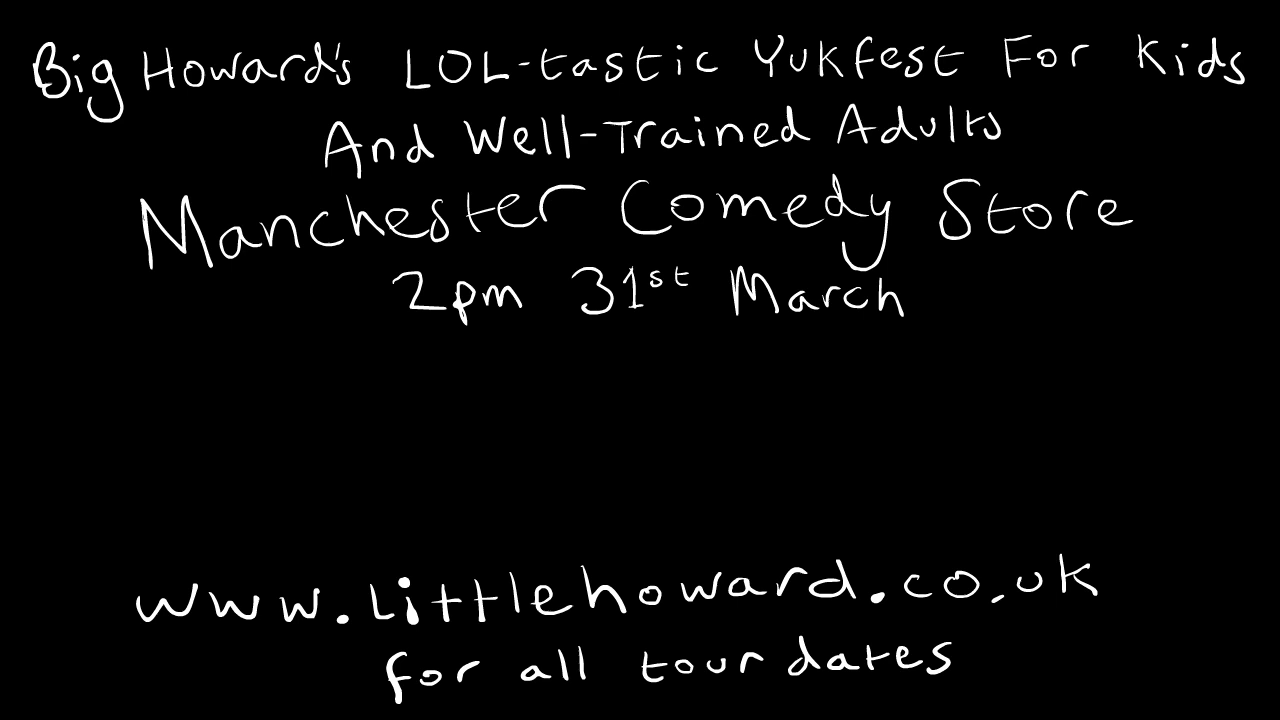 Big Howard's LOL-tastic Yukfest For Kids
And Well-Trained Adults
Manchester Comedy Store
2pm 31st March
www.littlehoward.co.uk
for all tour dates